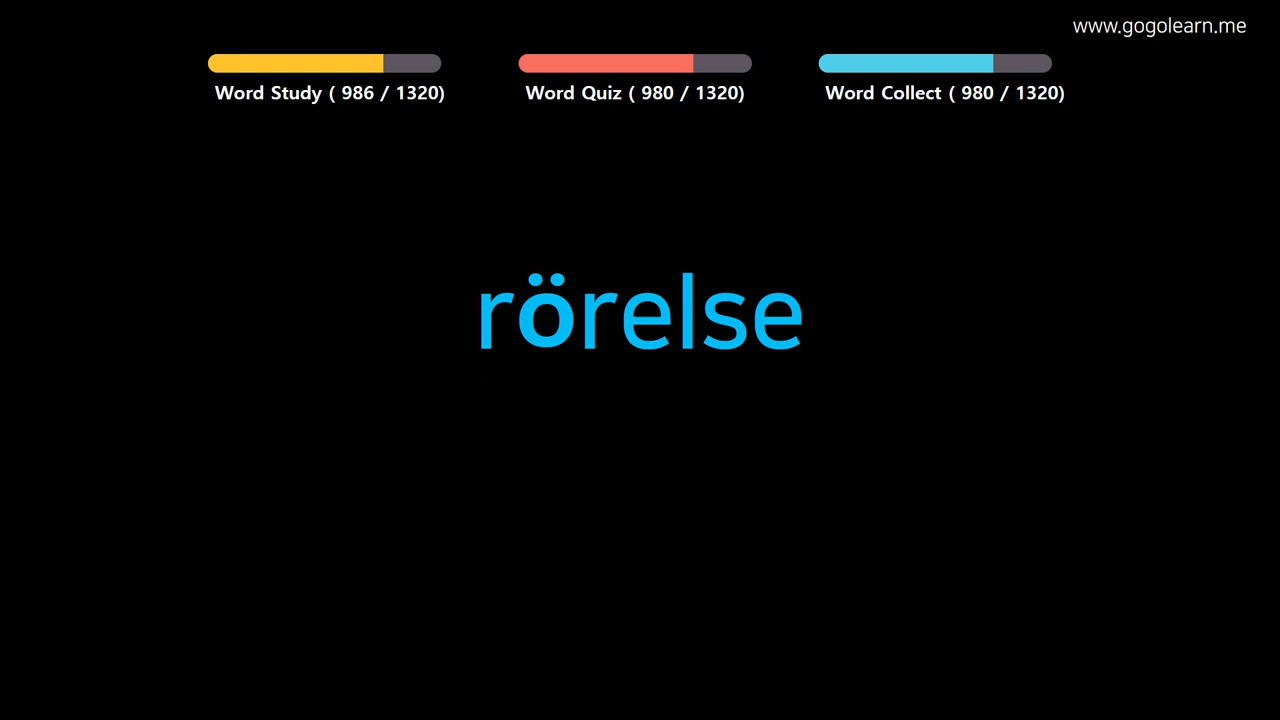 www.gogolearn.me
Word Study ( 986 / 1320)
Word Quiz ( 980 / 1320)
Word Collect ( 980 / 1320)
rörelse